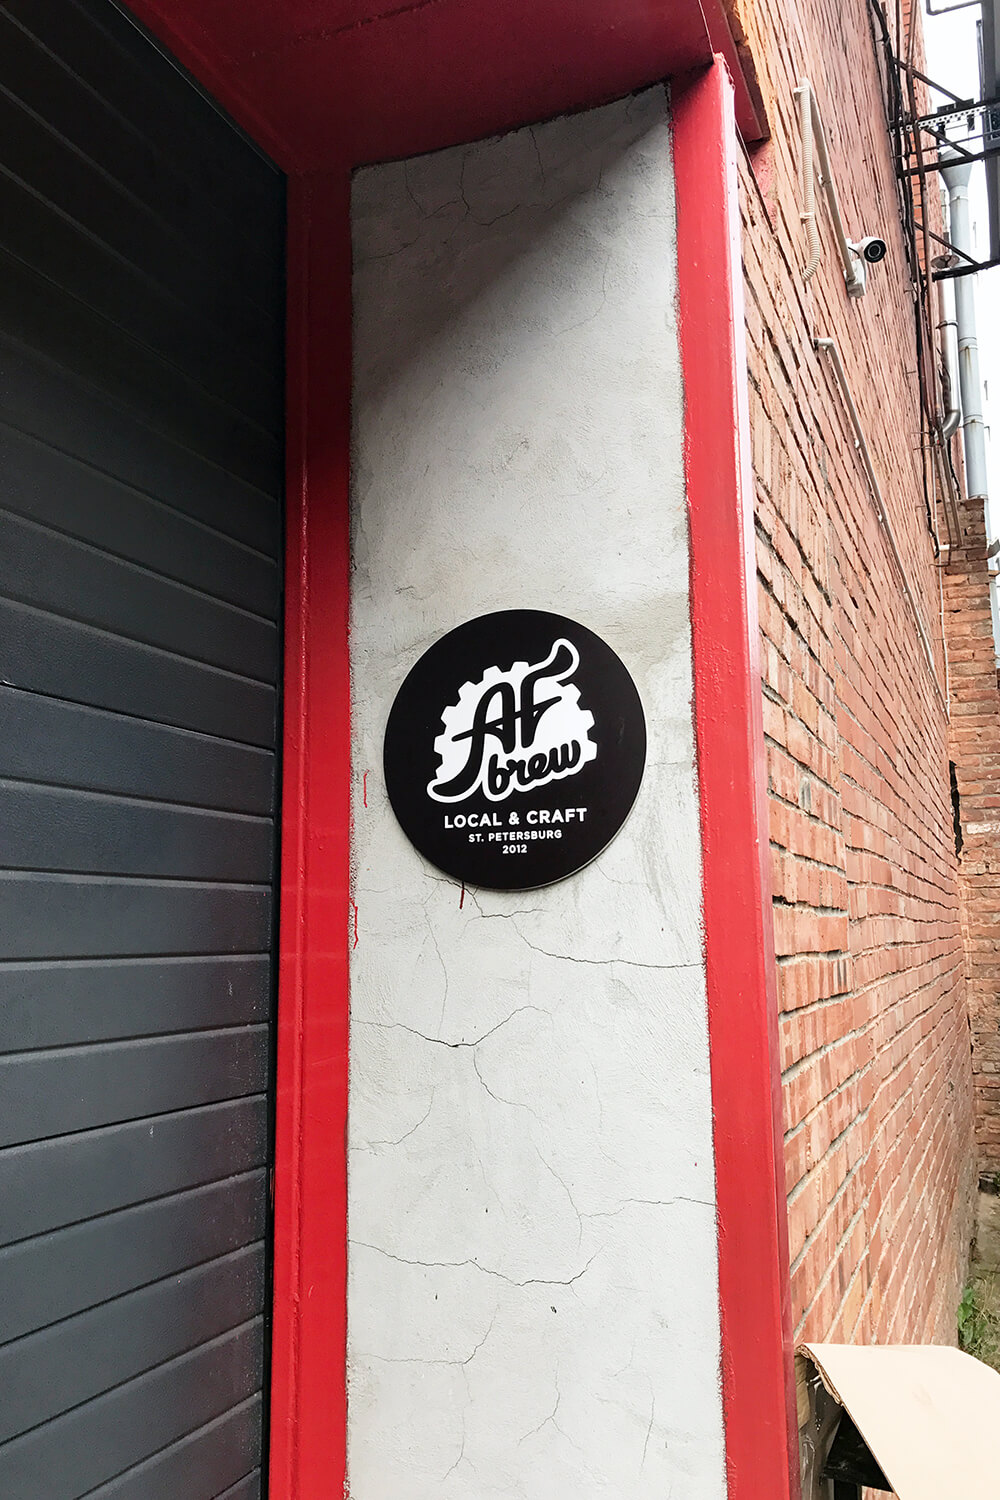 AF
brew
LOCAL & CRAFT
ST. PETERSBURG
2012